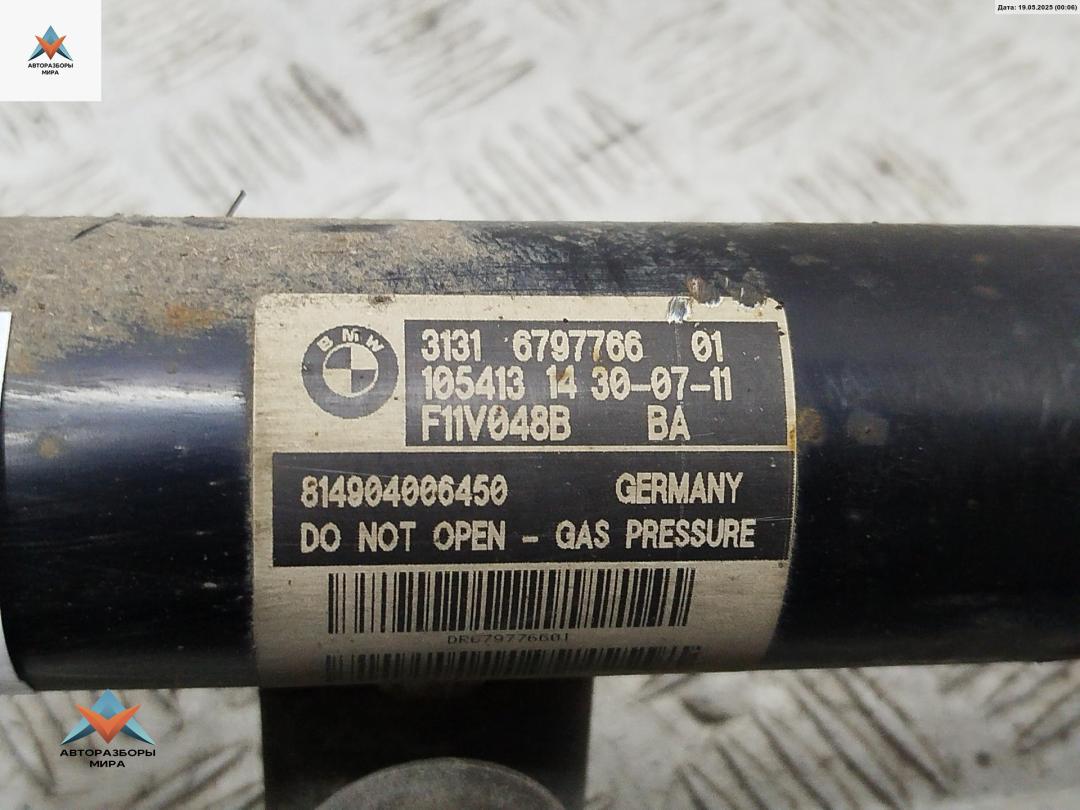 Дата: 19.05.2025 (00:06)
АВТОРАЗБОРЫ
МИРА
BMW
3131 6797766 01
105413 14 30-07-11
F11V048B BA
814904006450 GERMANY
DO NOT OPEN - GAS PRESSURE
DR679776601
АВТОРАЗБОРЫ
МИРА